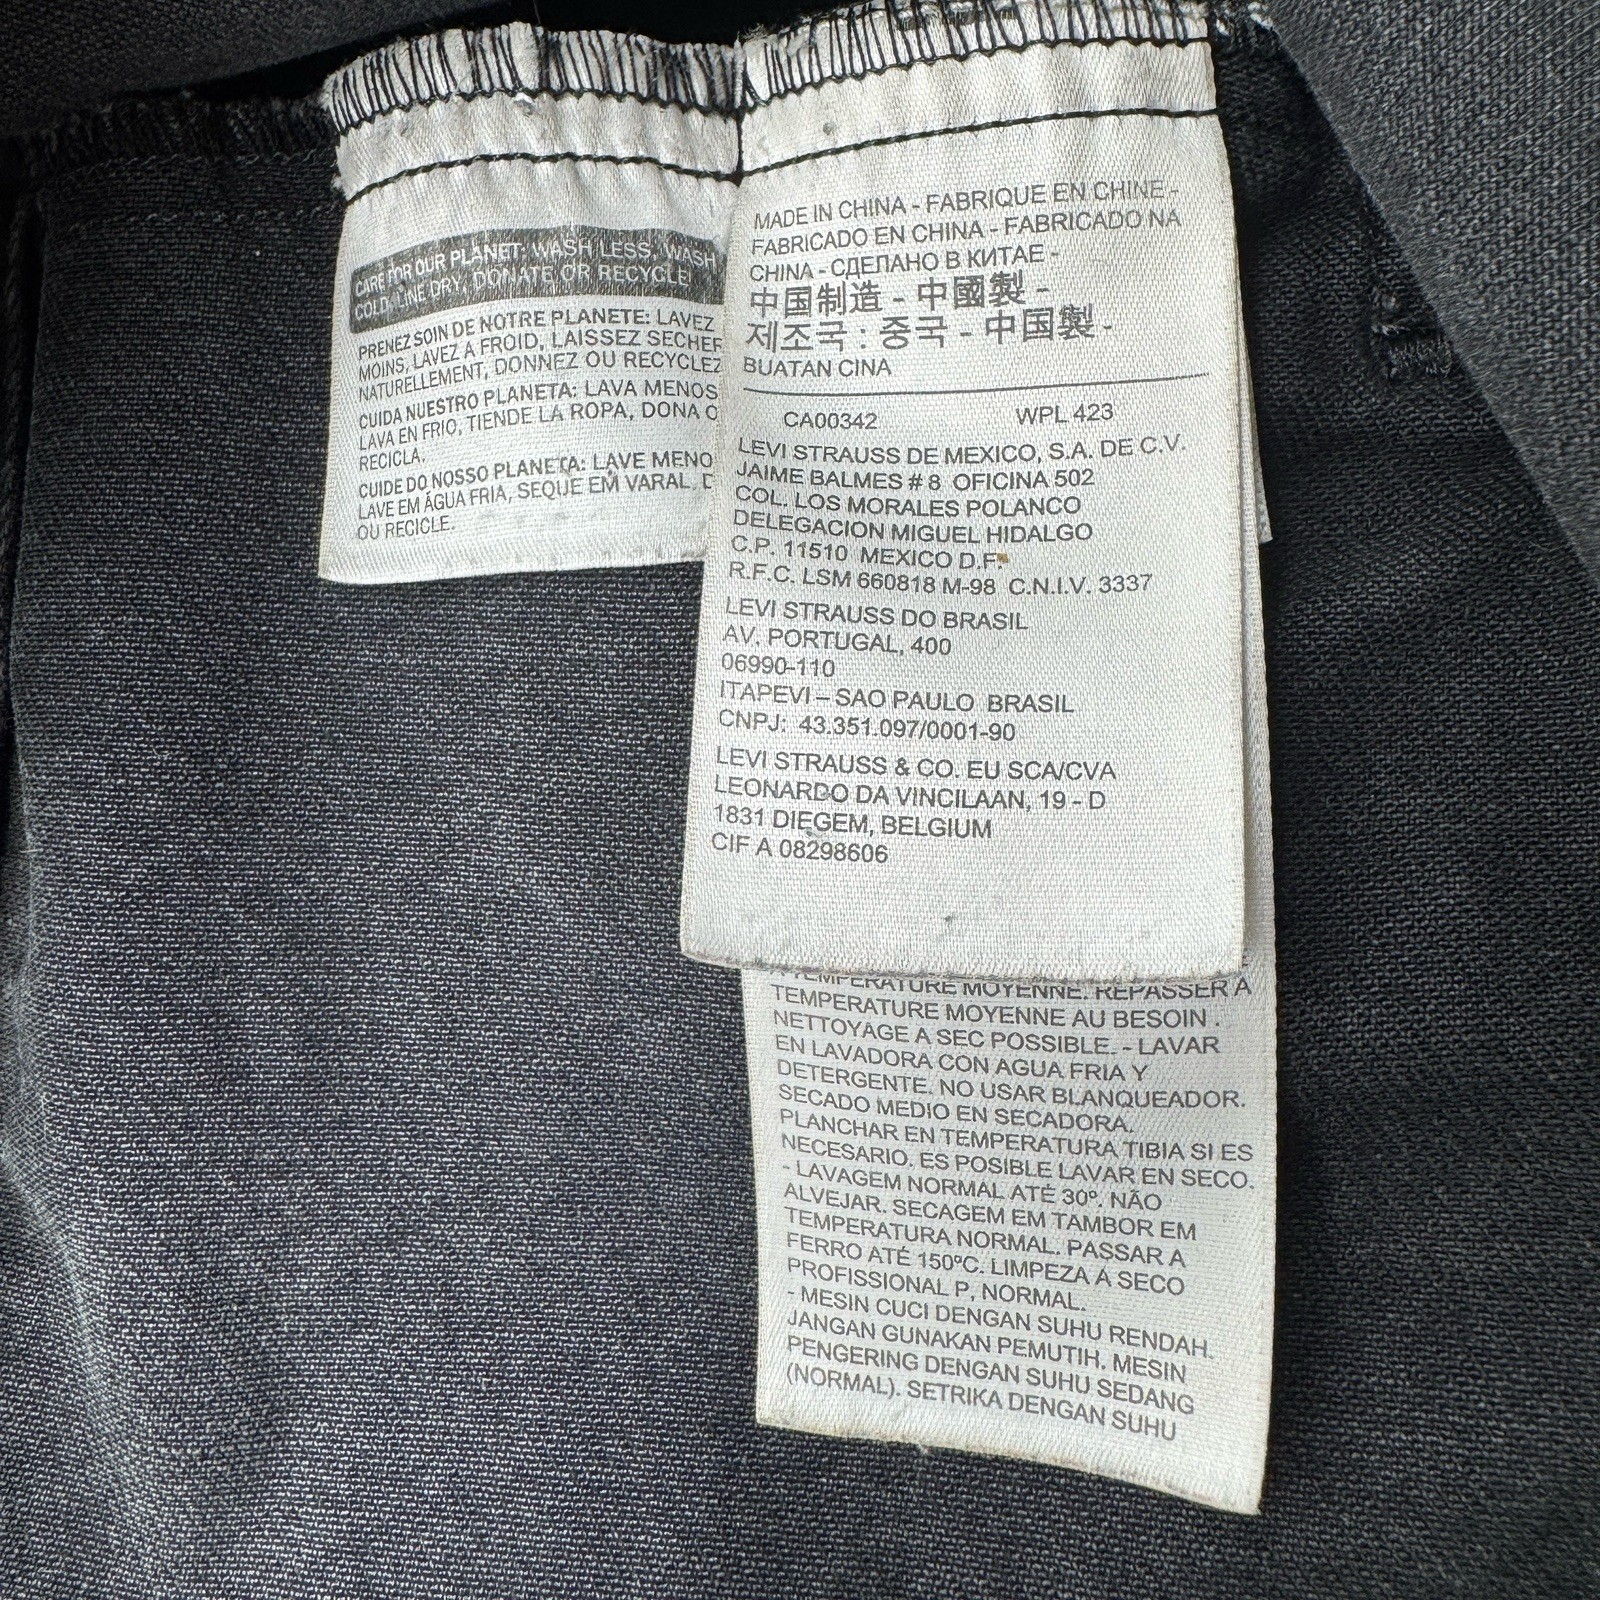 CARE FOR OUR PLANET: WASH LESS, WASH
COLD, LINE DRY, DONATE OR RECYCLE!
PRENEZ SOIN DE NOTRE PLANETE: LAVEZ
MOINS, LAVEZ A FROID, LAISSEZ SECHER
NATURELLEMENT, DONNEZ OU RECYCLEZ
CUIDA NUESTRO PLANETA: LAVA MENOS
LAVA EN FRIO, TIENDE LA ROPA, DONA O
RECICLA.
CUIDE DO NOSSO PLANETA: LAVE MENO
LAVE EM ÁGUA FRIA, SEQUE EM VARAL, D
OU RECICLE.
MADE IN CHINA - FABRIQUE EN CHINE -
FABRICADO EN CHINA - FABRICADO NA
CHINA - СДЕЛАНО В КИТАЕ -
中国制造 - 中國製 -
제조국 : 중국 - 中国製 -
BUATAN CINA
CA00342 WPL 423
LEVI STRAUSS DE MEXICO, S.A. DE C.V.
JAIME BALMES # 8 OFICINA 502
COL. LOS MORALES POLANCO
DELEGACION MIGUEL HIDALGO
C.P. 11510 MEXICO D.F.
R.F.C. LSM 660818 M-98 C.N.I.V. 3337
LEVI STRAUSS DO BRASIL
AV. PORTUGAL, 400
06990-110
ITAPEVI – SAO PAULO BRASIL
CNPJ: 43.351.097/0001-90
LEVI STRAUSS & CO. EU SCA/CVA
LEONARDO DA VINCILAAN, 19 - D
1831 DIEGEM, BELGIUM
CIF A 08298606
A TEMPERATURE MOYENNE. REPASSER A
TEMPERATURE MOYENNE AU BESOIN .
NETTOYAGE A SEC POSSIBLE. - LAVAR
EN LAVADORA CON AGUA FRIA Y
DETERGENTE. NO USAR BLANQUEADOR.
SECADO MEDIO EN SECADORA.
PLANCHAR EN TEMPERATURA TIBIA SI ES
NECESARIO. ES POSIBLE LAVAR EN SECO.
- LAVAGEM NORMAL ATÉ 30º. NÃO
ALVEJAR. SECAGEM EM TAMBOR EM
TEMPERATURA NORMAL. PASSAR A
FERRO ATÉ 150ºC. LIMPEZA A SECO
PROFISSIONAL P, NORMAL.
- MESIN CUCI DENGAN SUHU RENDAH.
JANGAN GUNAKAN PEMUTIH. MESIN
PENGERING DENGAN SUHU SEDANG
(NORMAL). SETRIKA DENGAN SUHU